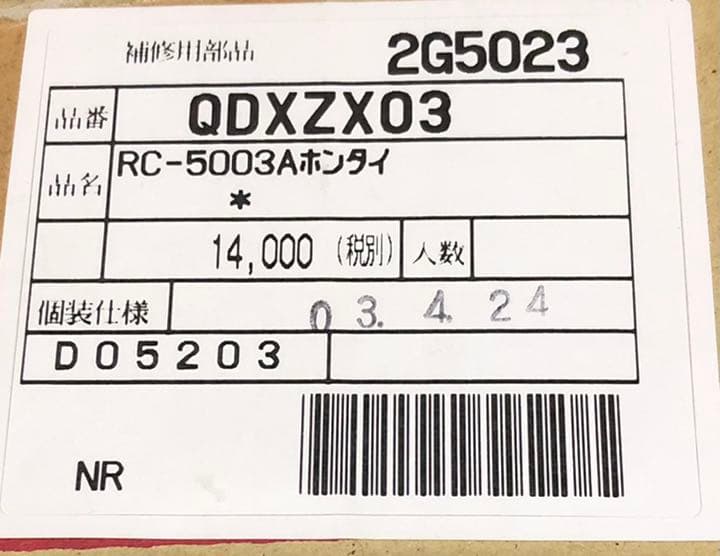 補修用部品 2G5023
品番 QDXZX03
品名 RC-5003Aホンタイ
*
14,000 (税別) 人数
個装仕様 03. 4. 24
D05203
NR